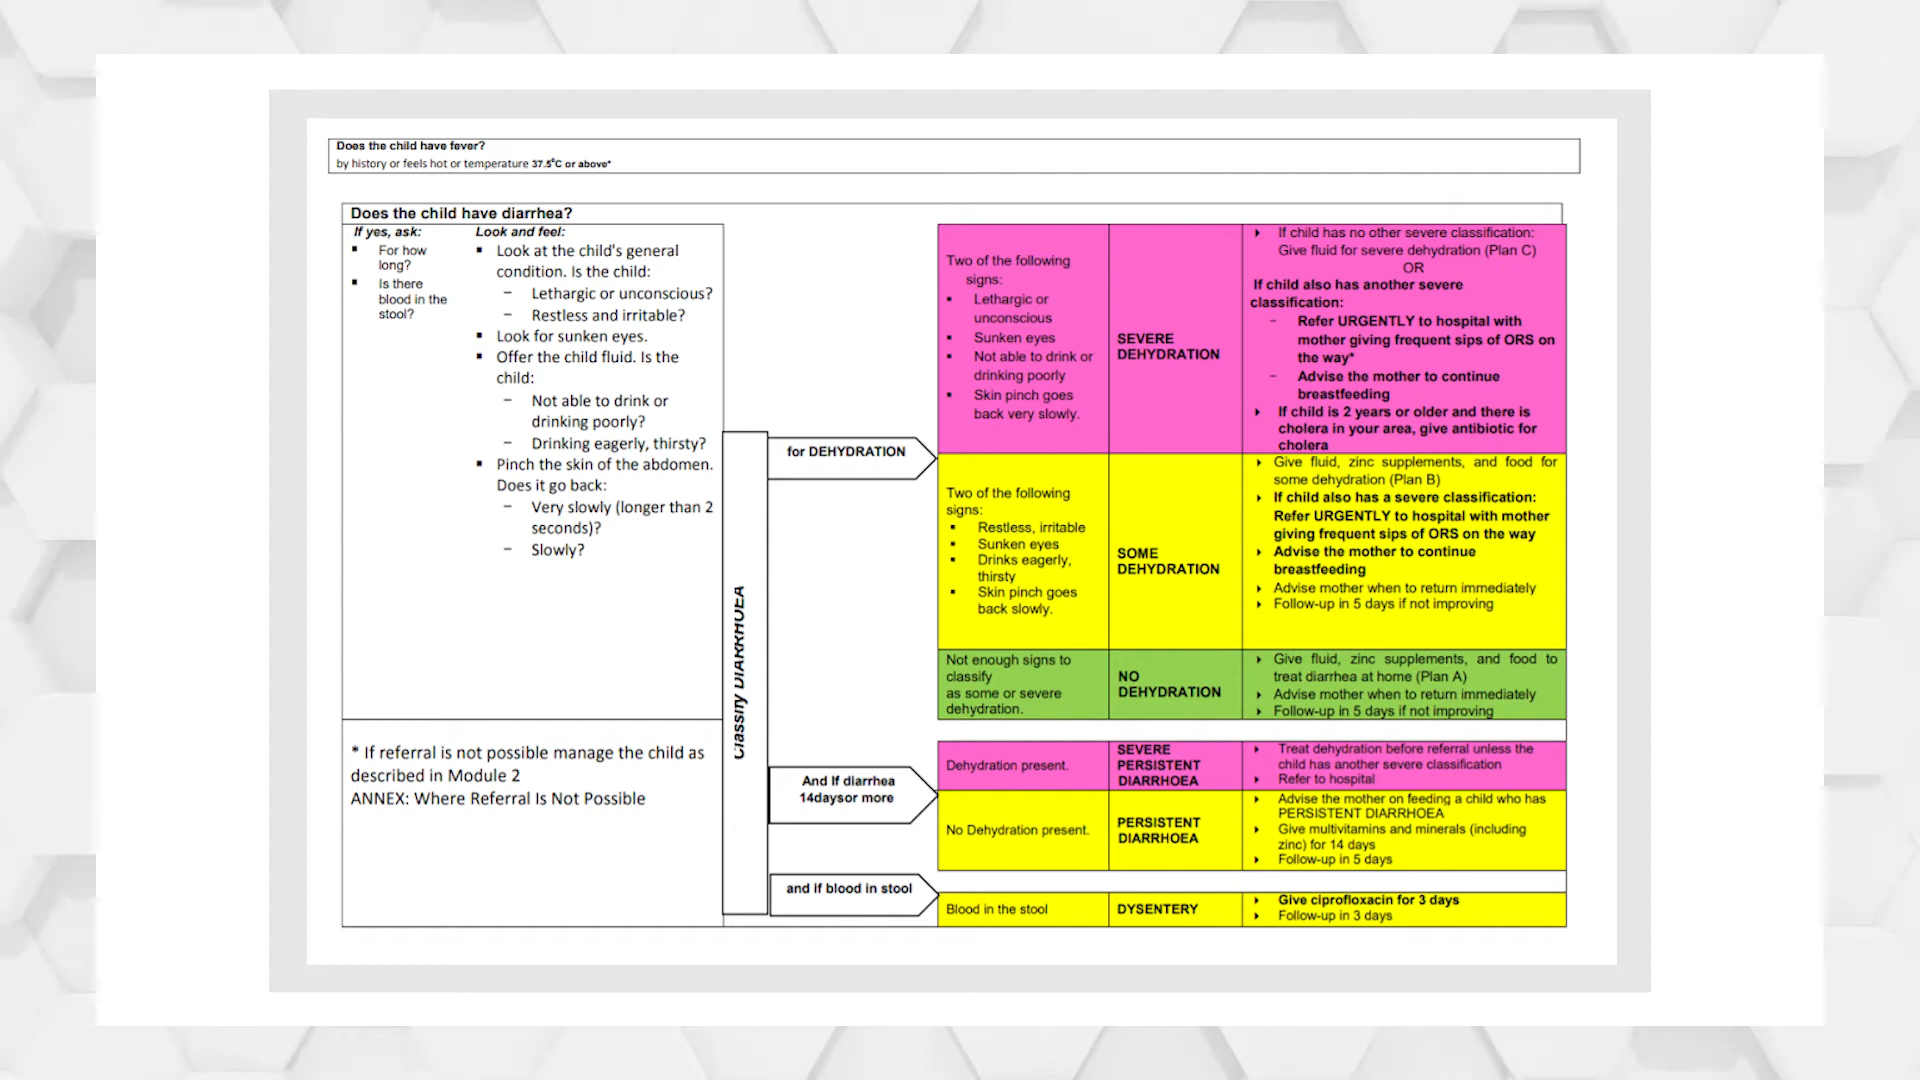 Does the child have fever?
by history or feels hot or temperature 37.5°C or above*
Does the child have diarrhea?
If yes, ask:
▪ For how
long?
▪ Is there
blood in the
stool?
Look and feel:
▪ Look at the child's general
condition. Is the child:
– Lethargic or unconscious?
– Restless and irritable?
▪ Look for sunken eyes.
▪ Offer the child fluid. Is the
child:
– Not able to drink or
drinking poorly?
– Drinking eagerly, thirsty?
▪ Pinch the skin of the abdomen.
Does it go back:
– Very slowly (longer than 2
seconds)?
– Slowly?
* If referral is not possible manage the child as
described in Module 2
ANNEX: Where Referral Is Not Possible
Classify DIARRHOEA
for DEHYDRATION
Two of the following
signs:
▪ Lethargic or
unconscious
▪ Sunken eyes
▪ Not able to drink or
drinking poorly
▪ Skin pinch goes
back very slowly.
SEVERE
DEHYDRATION
If child has no other severe classification:
Give fluid for severe dehydration (Plan C)
OR
If child also has another severe
classification:
– Refer URGENTLY to hospital with
mother giving frequent sips of ORS on
the way*
– Advise the mother to continue
breastfeeding
If child is 2 years or older and there is
cholera in your area, give antibiotic for
cholera
Two of the following
signs:
▪ Restless, irritable
▪ Sunken eyes
▪ Drinks eagerly,
thirsty
▪ Skin pinch goes
back slowly.
SOME
DEHYDRATION
Give fluid, zinc supplements, and food for
some dehydration (Plan B)
If child also has a severe classification:
Refer URGENTLY to hospital with mother
giving frequent sips of ORS on the way
Advise the mother to continue
breastfeeding
Advise mother when to return immediately
Follow-up in 5 days if not improving
Not enough signs to
classify
as some or severe
dehydration.
NO
DEHYDRATION
Give fluid, zinc supplements, and food to
treat diarrhea at home (Plan A)
Advise mother when to return immediately
Follow-up in 5 days if not improving
And If diarrhea
14daysor more
Dehydration present.
SEVERE
PERSISTENT
DIARRHOEA
Treat dehydration before referral unless the
child has another severe classification
Refer to hospital
No Dehydration present.
PERSISTENT
DIARRHOEA
Advise the mother on feeding a child who has
PERSISTENT DIARRHOEA
Give multivitamins and minerals (including
zinc) for 14 days
Follow-up in 5 days
and if blood in stool
Blood in the stool
DYSENTERY
Give ciprofloxacin for 3 days
Follow-up in 3 days